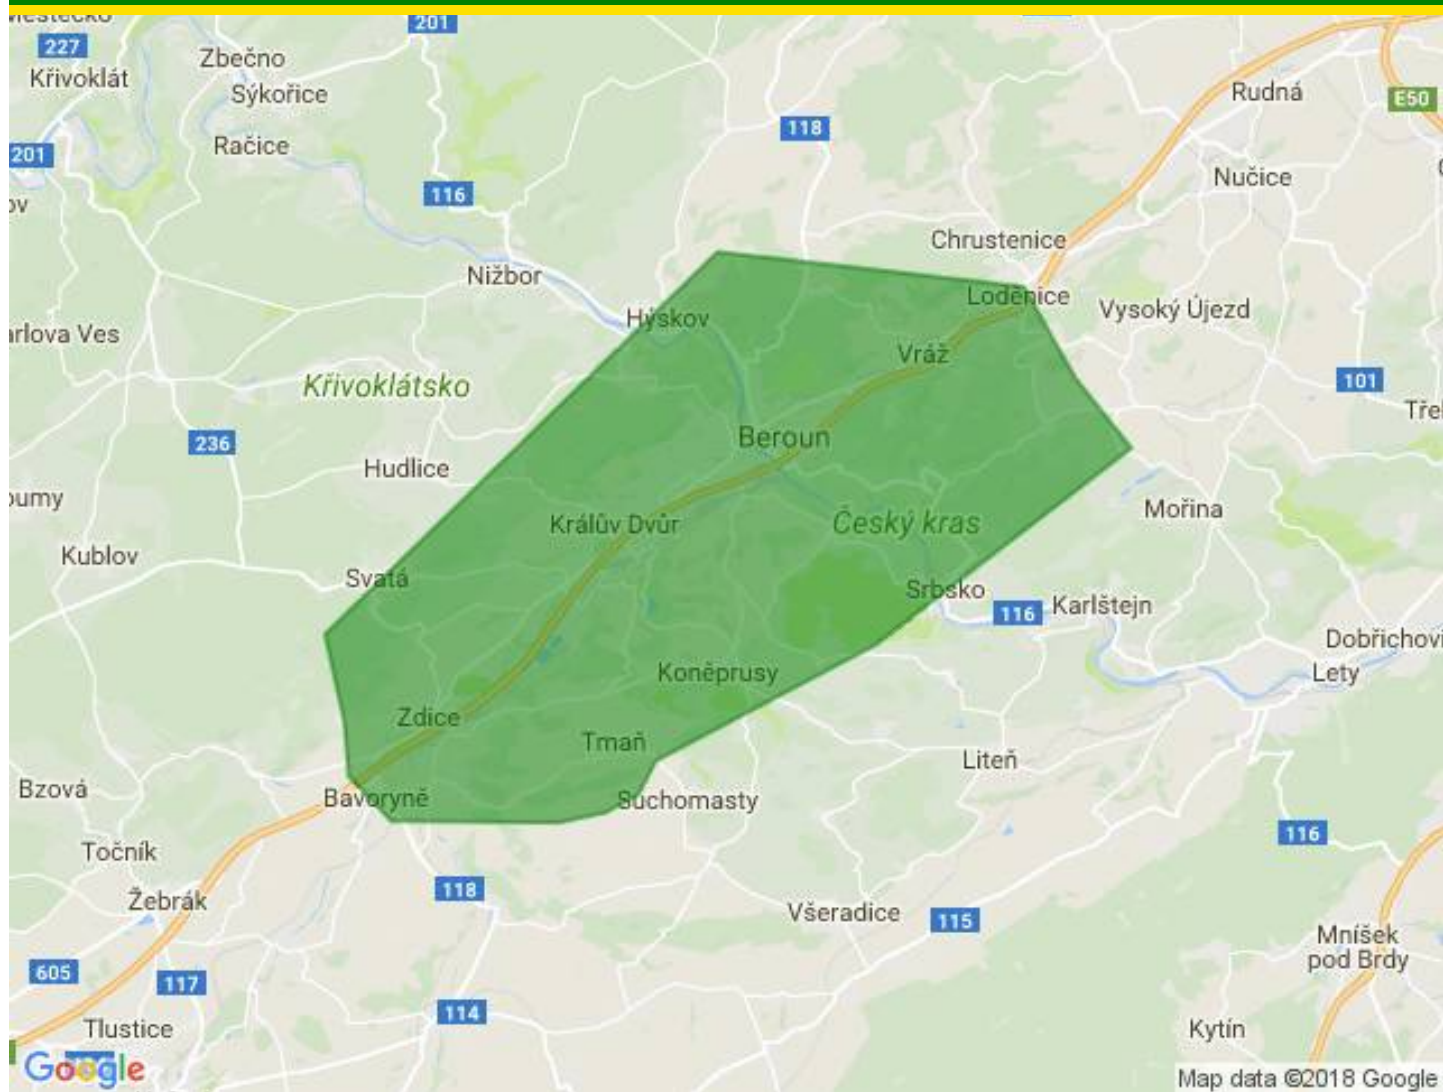 201
227
Zbečno
Křivoklát
Sýkořice
Rudná
E50
118
Račice
201
Nučice
116
Chrustenice
Nižbor
Loděnice
Vysoký Újezd
Hýskov
Vráž
101
Křivoklátsko
Beroun
236
Hudlice
Mořina
Králův Dvůr
Český kras
Kublov
Svatá
Srbsko
116
Karlštejn
Koněprusy
Lety
Zdice
Tmaň
Liteň
Bzová
Bavoryně
Suchomasty
116
Točník
118
Žebrák
Všeradice
115
Mníšek
pod Brdy
605
117
114
Tlustice
Kytín
Google
Map data ©2018 Google